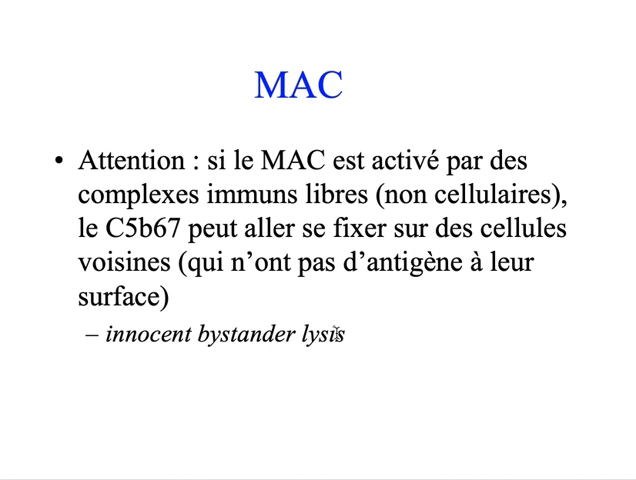 MAC
• Attention : si le MAC est activé par des
complexes immuns libres (non cellulaires),
le C5b67 peut aller se fixer sur des cellules
voisines (qui n’ont pas d’antigène à leur
surface)
– innocent bystander lysis